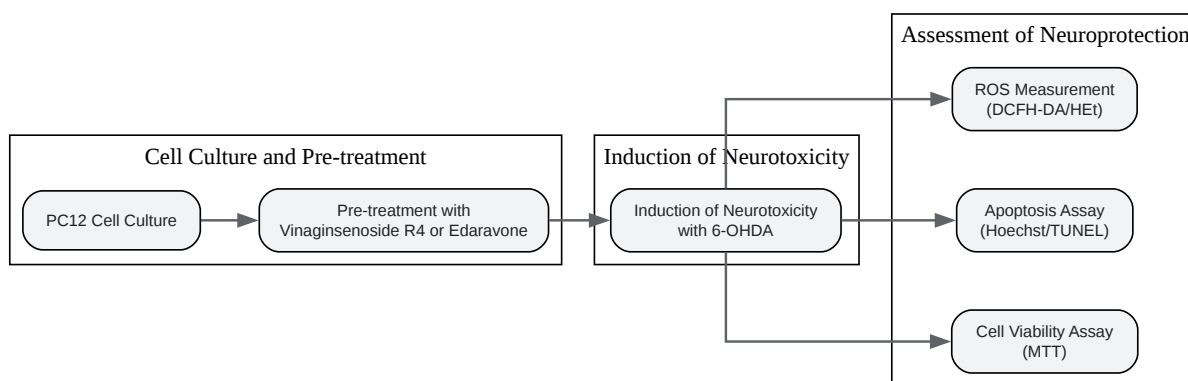 Cell Culture and Pre-treatment
PC12 Cell Culture
Pre-treatment with
Vinaginsenoside R4 or Edaravone
Induction of Neurotoxicity
Induction of Neurotoxicity
with 6-OHDA
Assessment of Neuroprotection
ROS Measurement
(DCFH-DA/HEt)
Apoptosis Assay
(Hoechst/TUNEL)
Cell Viability Assay
(MTT)